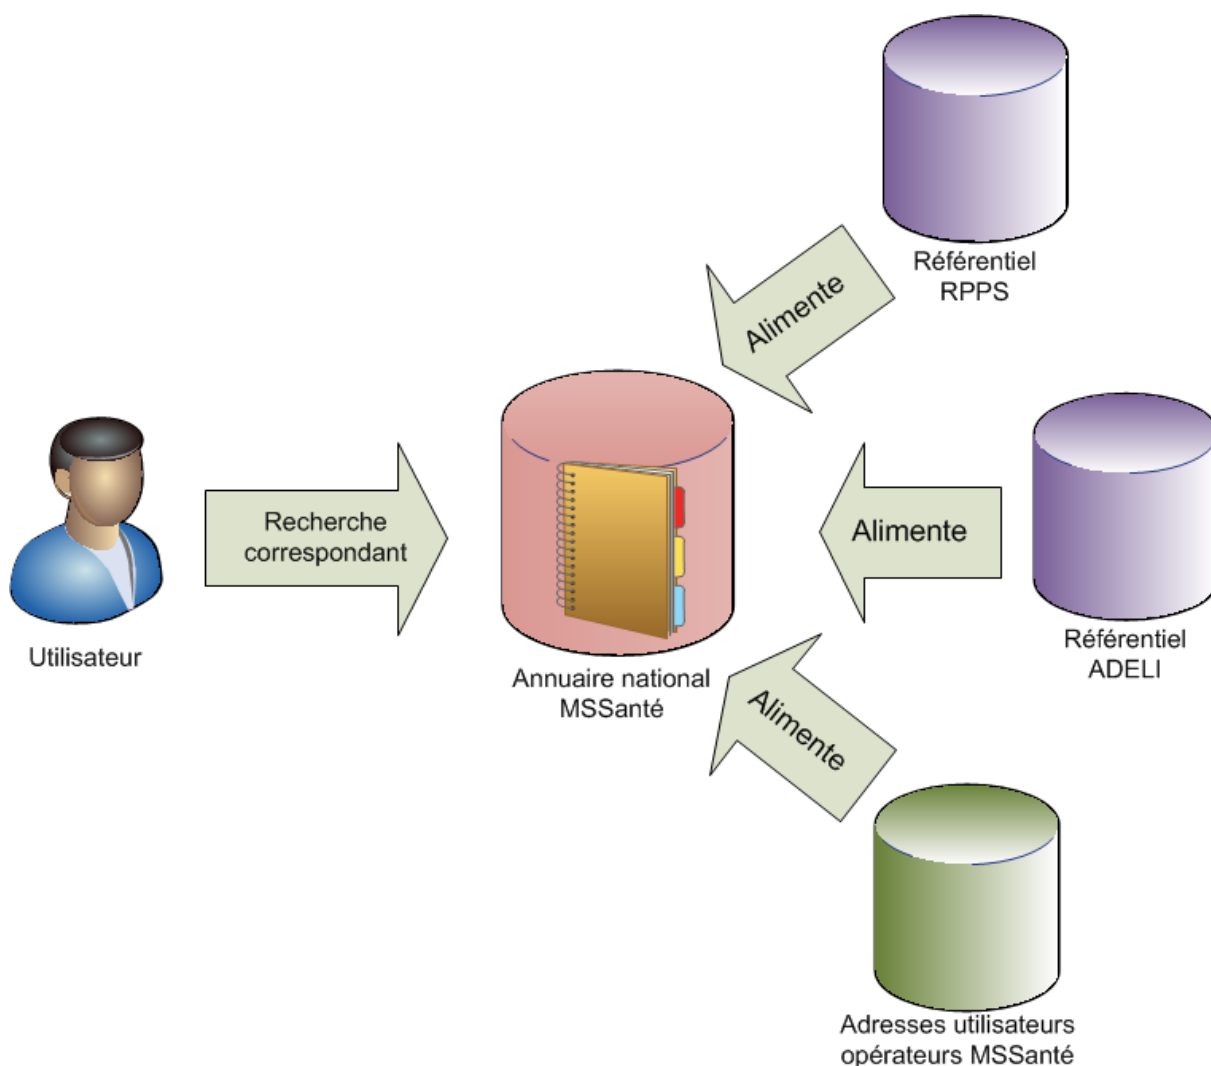 Référentiel
RPPS
Alimente
Recherche
correspondant
Alimente
Utilisateur
Annuaire national
MSSanté
Référentiel
ADELI
Alimente
Adresses utilisateurs
opérateurs MSSanté